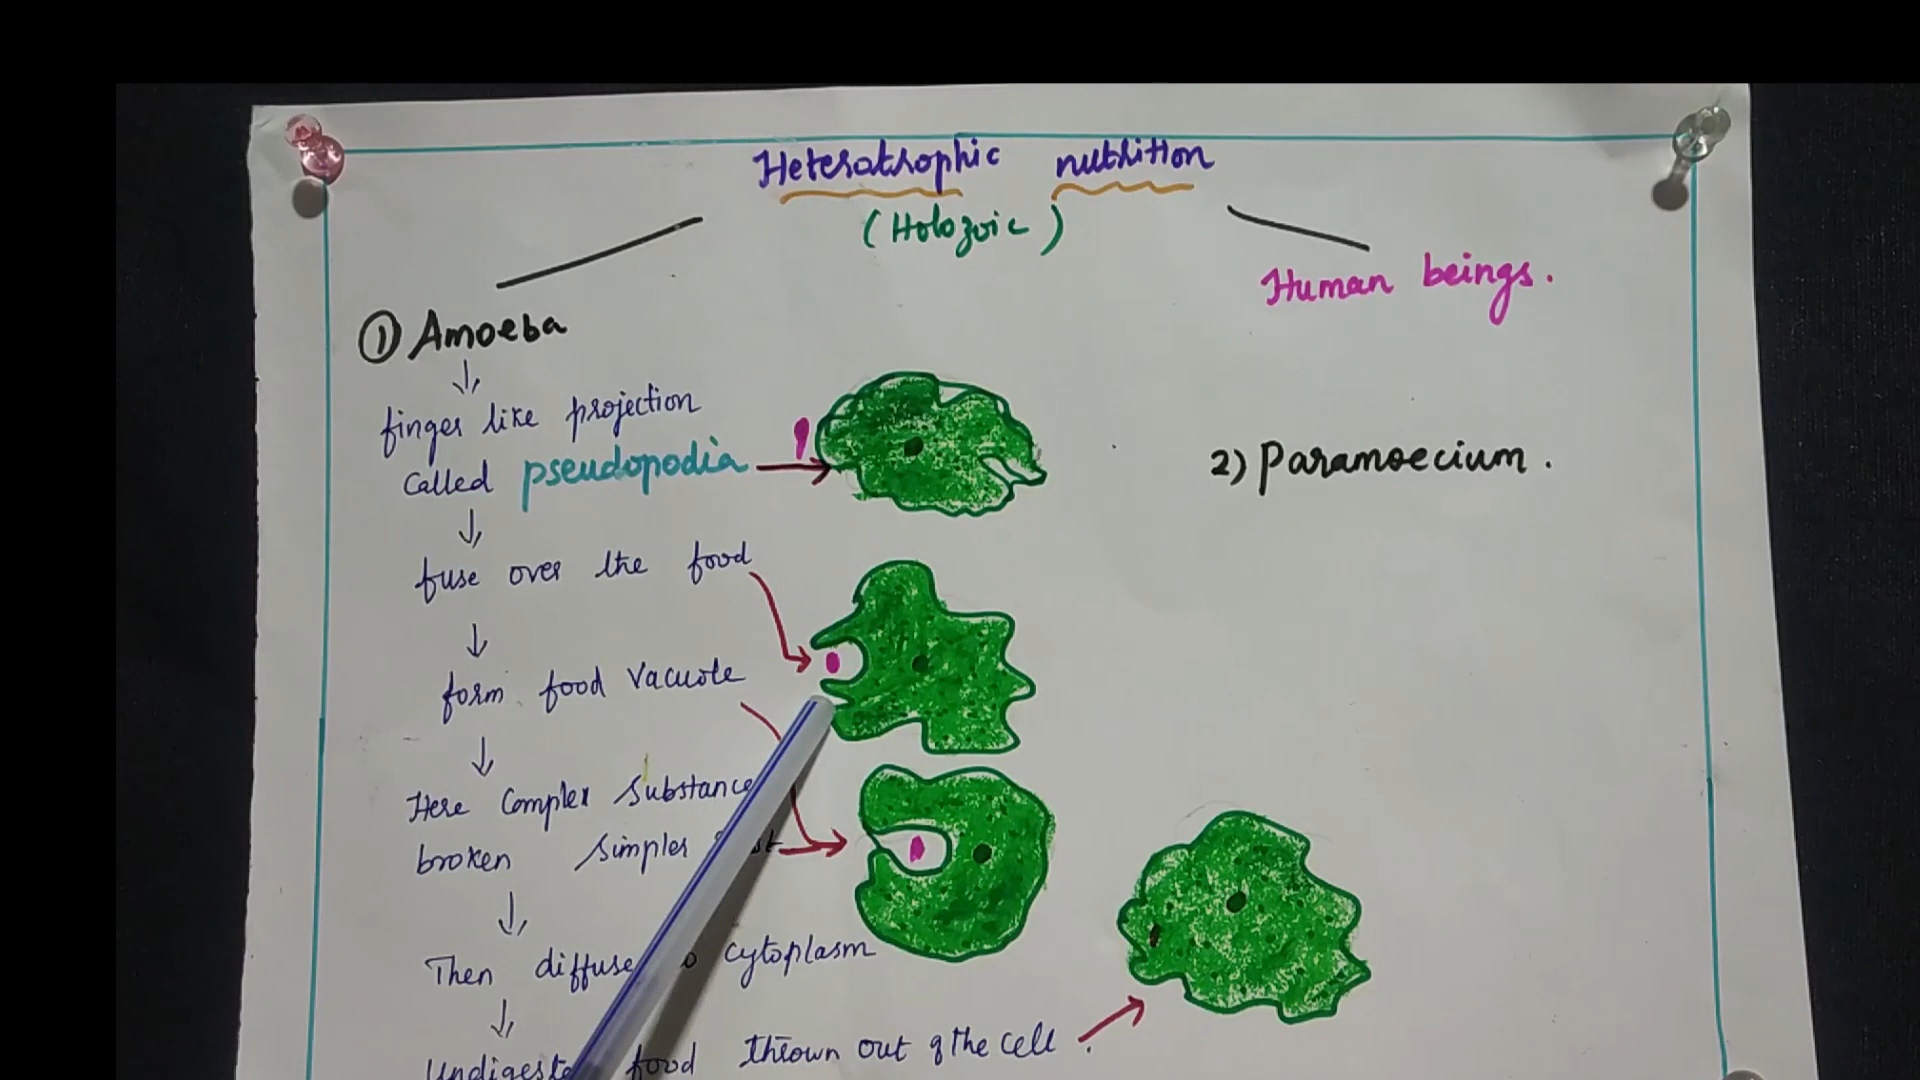 Heterotrophic nutrition
(Holozoic)
Human beings.
① Amoeba
finger like projection
Called pseudopodia
2) Paramoecium.
fuse over the food
form food vacuole
Here Complex Substance
broken simpler
Then diffuse cytoplasm
food thrown out of the cell.